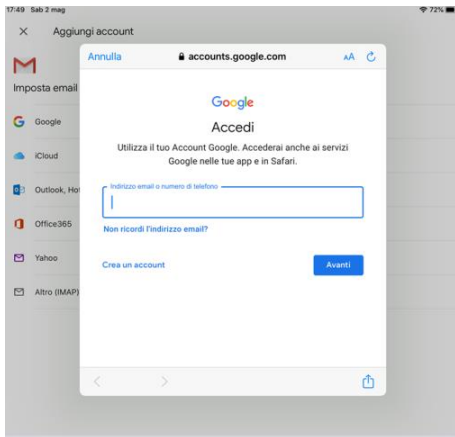 17:49 Sab 2 mag
72%
Aggiungi account
Imposta email
Google
iCloud
Outlook, Hot
Office365
Yahoo
Altro (IMAP)
Annulla
accounts.google.com
AA
Google
Accedi
Utilizza il tuo Account Google. Accederai anche ai servizi
Google nelle tue app e in Safari.
Indirizzo email o numero di telefono
Non ricordi l'indirizzo email?
Crea un account
Avanti